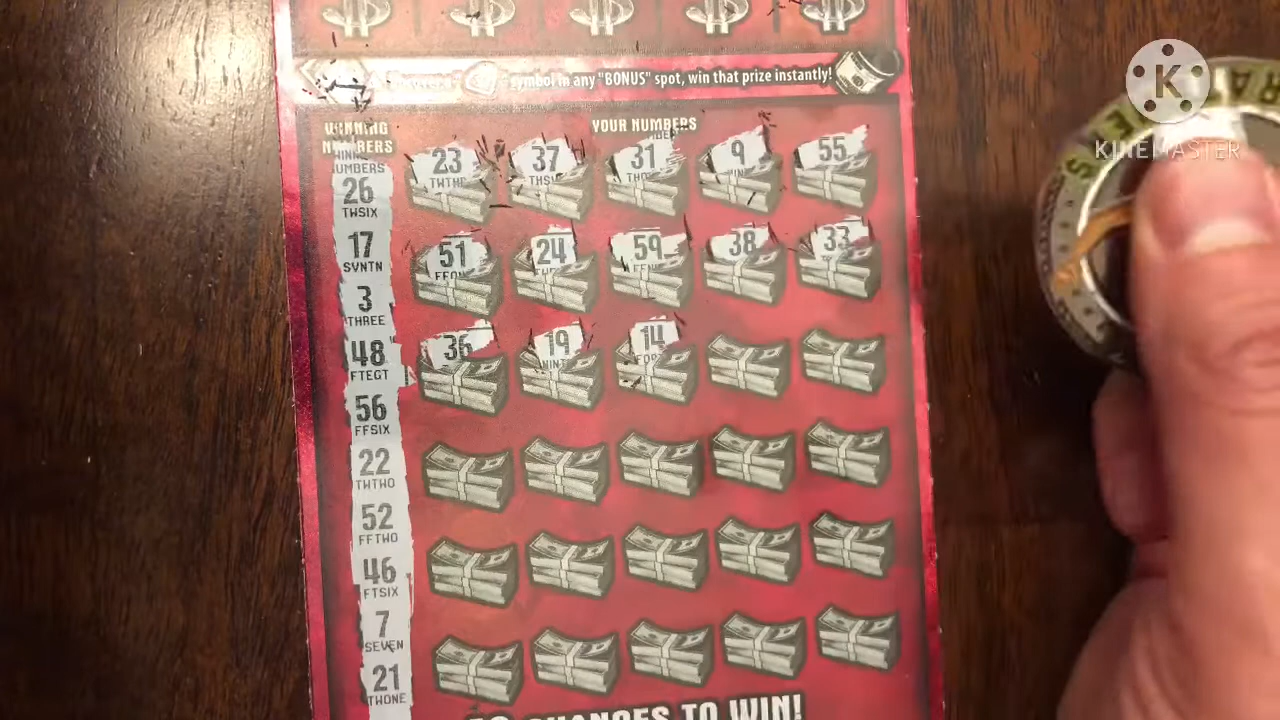 symbol in any "BONUS" spot, win that prize instantly!
WINNING NUMBERS
YOUR NUMBERS
NUMBERS
26 TWSIX
17 SVNTN
3 THREE
48 FTEGT
56 FFSIX
22 TWTWO
52 FFTWO
46 FTSIX
7 SEVEN
21 TWONE
23 37 31 9 55
51 24 59 38 33
36 19 14
CHANCES TO WIN!
K
KINEMASTER